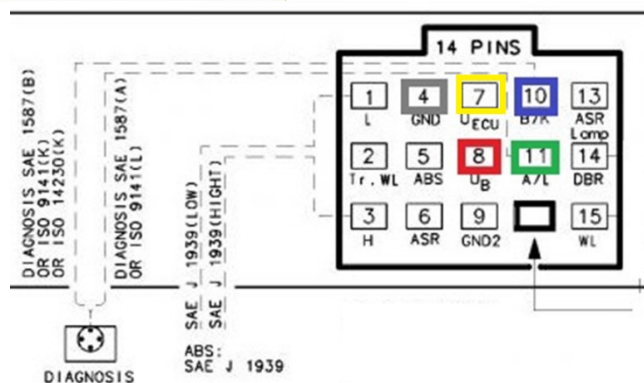 14 PINS
1 4 7 10 13
L GND U ECU B/K ASR Lamp
2 5 8 11 14
Tr. WL ABS UB A/L DBR
3 6 9 15
H ASR GND2 WL
DIAGNOSIS SAE 1587(B)
OR ISO 9141(K)
OR ISO 14230(K)
DIAGNOSIS SAE 1587(A)
OR ISO 9141(L)
SAE J 1939(LOW)
SAE J 1939(HIGHT)
ABS:
SAE J 1939
DIAGNOSIS